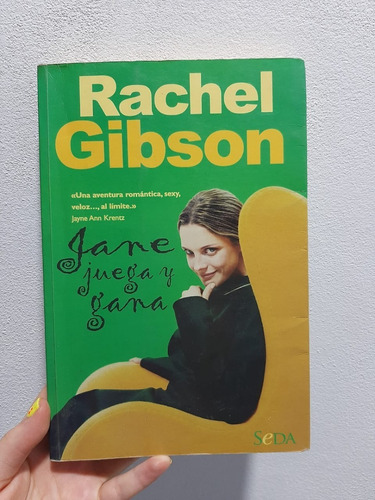 Rachel
Gibson
«Una aventura romántica, sexy,
veloz..., al límite.»
Jayne Ann Krentz
Jane
juega y
gana
SeDA